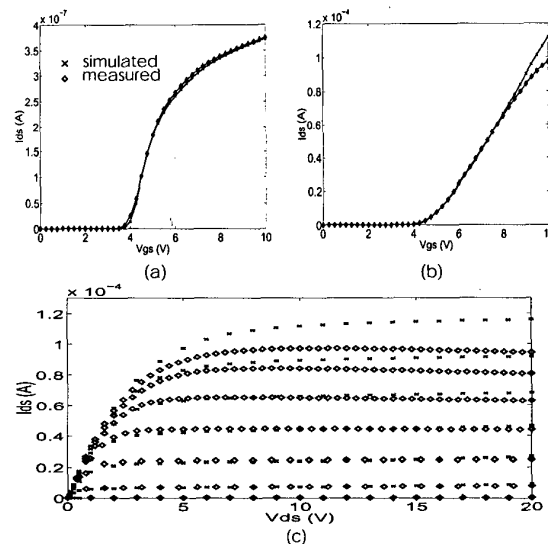 4 x 10⁻⁷
3.5
3
2.5
2
1.5
1
0.5
0
Ids (A)
× simulated
◇ measured
0 2 4 6 8 10
Vgs (V)
(a)
1.2 x 10⁻⁴
1
0.8
0.6
0.4
0.2
0
Ids (A)
0 2 4 6 8 10
Vgs (V)
(b)
x 10⁻⁴
1.2
1
0.8
0.6
0.4
0.2
0
Ids (A)
0 5 10 15 20
Vds (V)
(c)